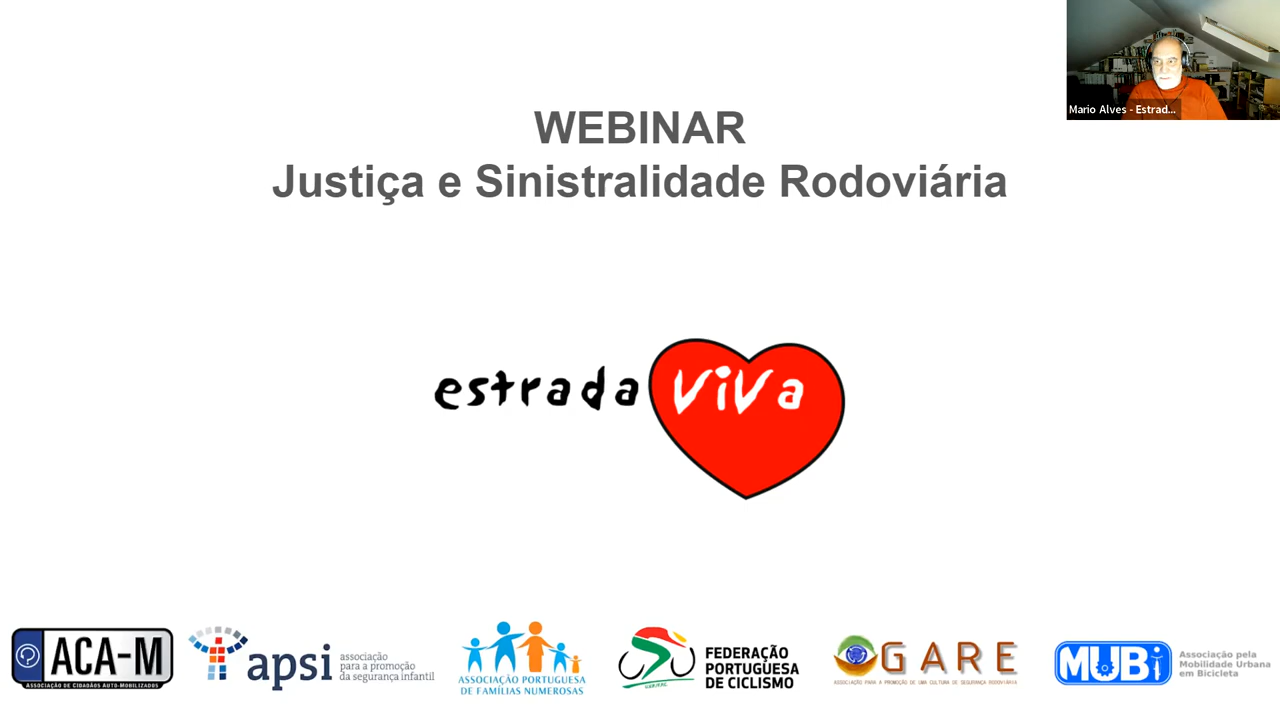 WEBINAR
Justiça e Sinistralidade Rodoviária
Mario Alves - Estrad...
estrada viva
ACA-M
ASSOCIAÇÃO DE CIDADÃOS AUTO-MOBILIZADOS
apsi
associação
para a promoção
da segurança infantil
ASSOCIAÇÃO PORTUGUESA
DE FAMÍLIAS NUMEROSAS
FEDERAÇÃO
PORTUGUESA
DE CICLISMO
GARE
ASSOCIAÇÃO PARA A PROMOÇÃO DE UMA CULTURA DE SEGURANÇA RODOVIÁRIA
MUBi
Associação pela
Mobilidade Urbana
em Bicicleta